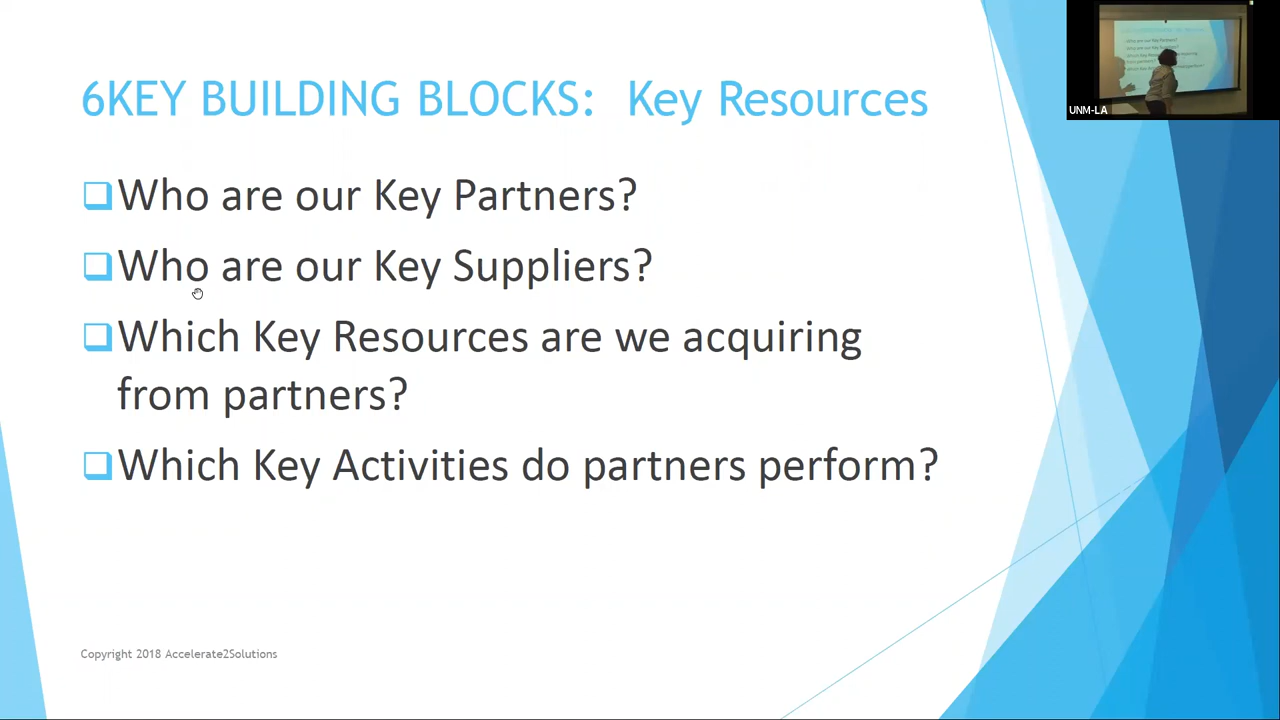 6KEY BUILDING BLOCKS: Key Resources
Who are our Key Partners?
Who are our Key Suppliers?
Which Key Resources are we acquiring
from partners?
Which Key Activities do partners perform?
Copyright 2018 Accelerate2Solutions
UNM-LA